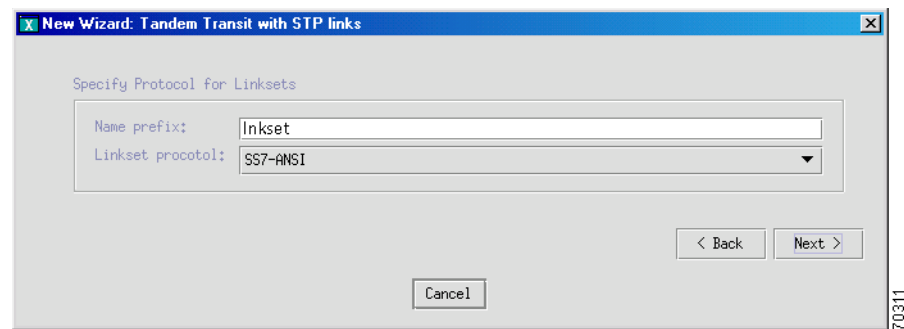 X New Wizard: Tandem Transit with STP links
Specify Protocol for Linksets
Name prefix: lnkset
Linkset procotol: SS7-ANSI
< Back Next >
Cancel
70311